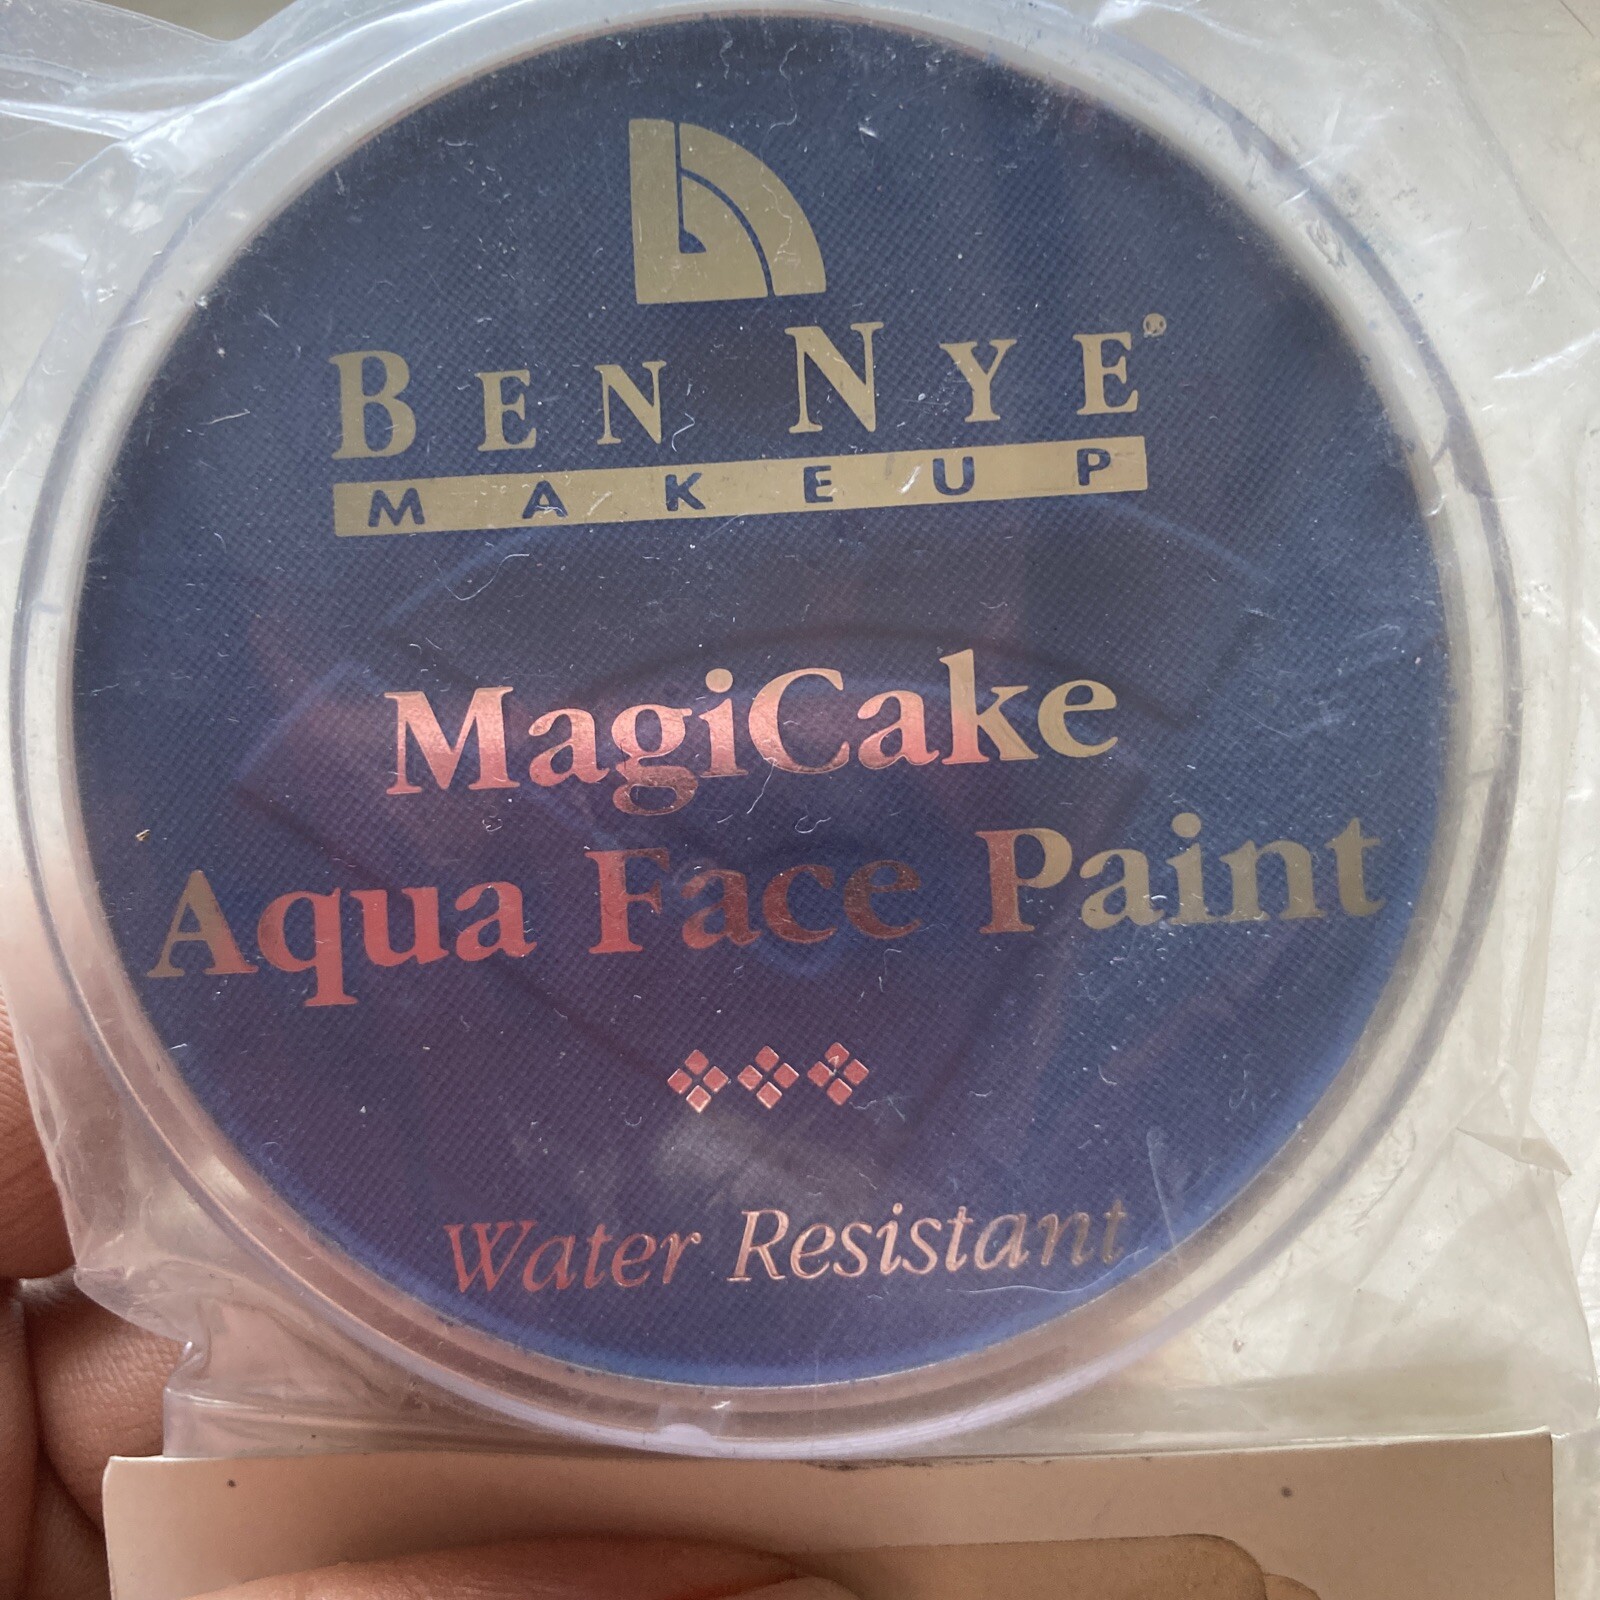 BEN NYE®
MAKEUP
MagiCake
Aqua Face Paint
Water Resistant